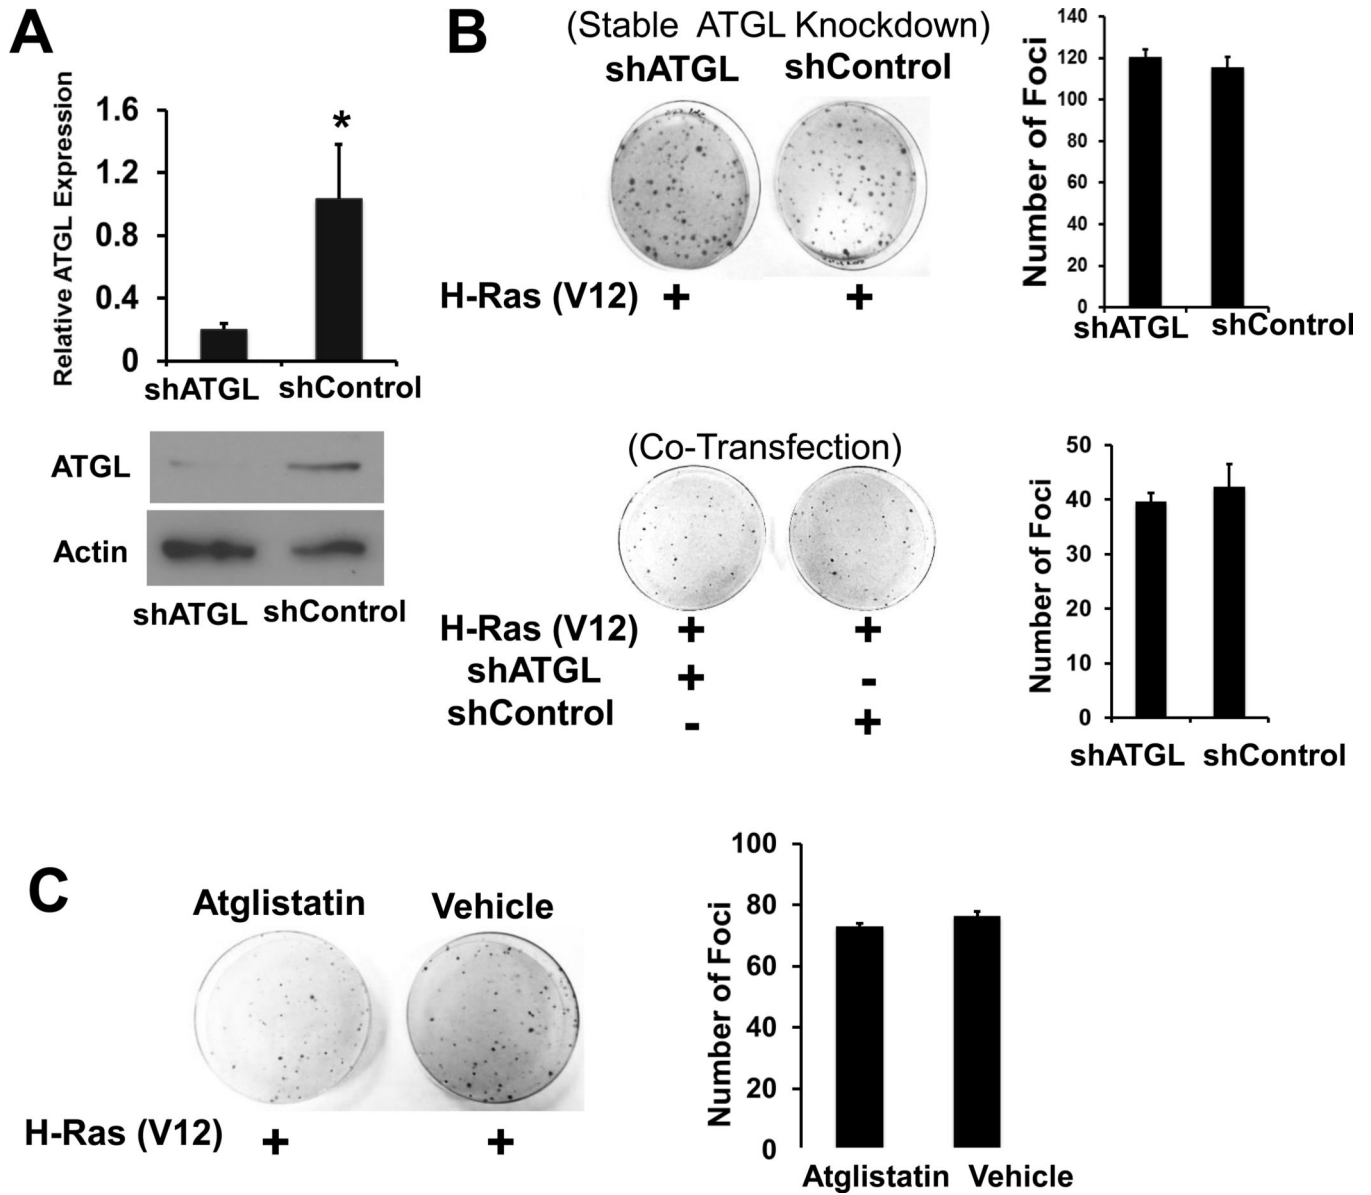 A
Relative ATGL Expression
1.6
*
1.2
0.8
0.4
0
shATGL shControl
ATGL
Actin
shATGL shControl
B
(Stable ATGL Knockdown)
shATGL shControl
H-Ras (V12) + +
Number of Foci
140
120
100
80
60
40
20
0
shATGL shControl
(Co-Transfection)
H-Ras (V12) + +
shATGL + -
shControl - +
Number of Foci
50
40
30
20
10
0
shATGL shControl
C
Atglistatin Vehicle
H-Ras (V12) + +
Number of Foci
100
80
60
40
20
0
Atglistatin Vehicle